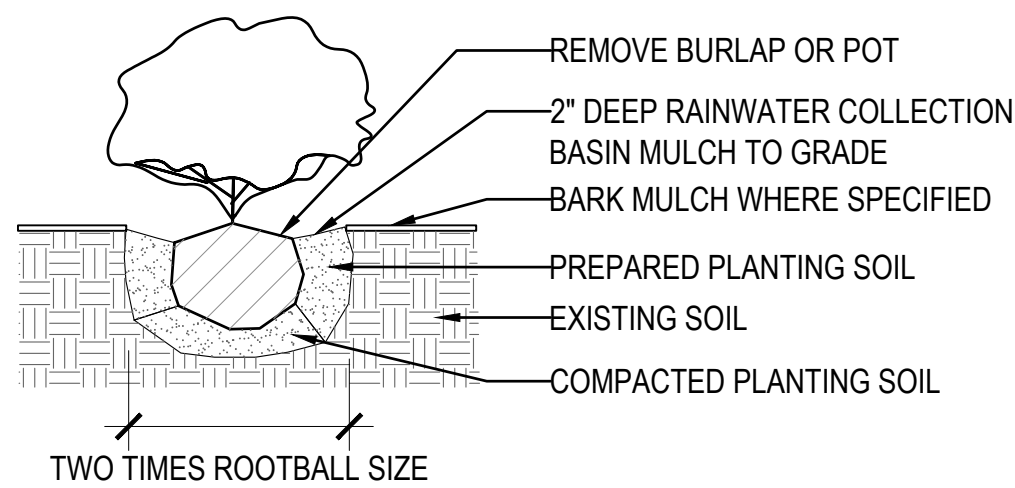 REMOVE BURLAP OR POT
2" DEEP RAINWATER COLLECTION
BASIN MULCH TO GRADE
BARK MULCH WHERE SPECIFIED
PREPARED PLANTING SOIL
EXISTING SOIL
COMPACTED PLANTING SOIL
TWO TIMES ROOTBALL SIZE